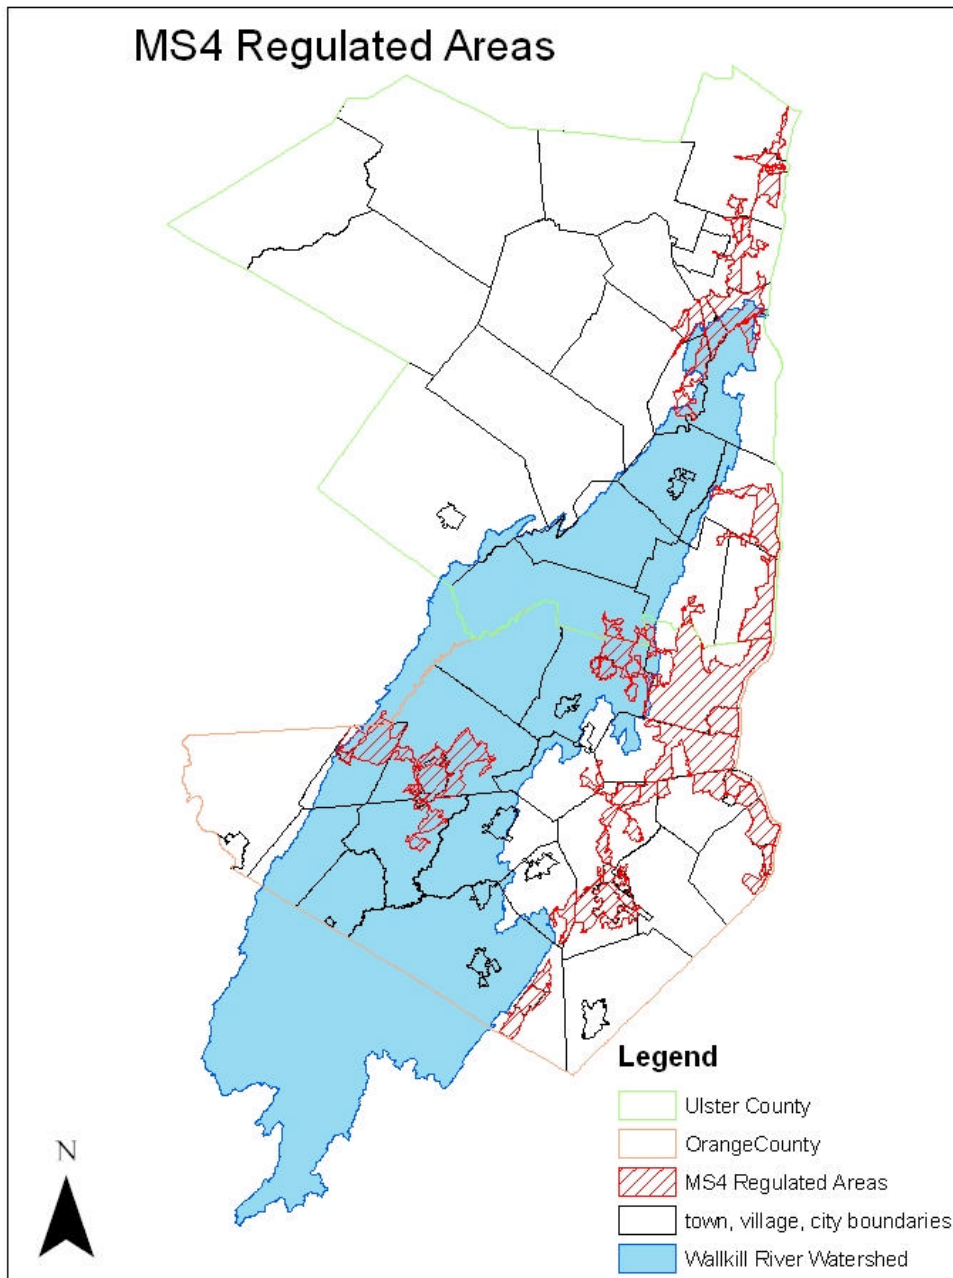 MS4 Regulated Areas
Legend
Ulster County
OrangeCounty
MS4 Regulated Areas
town, village, city boundaries
Wallkill River Watershed
N